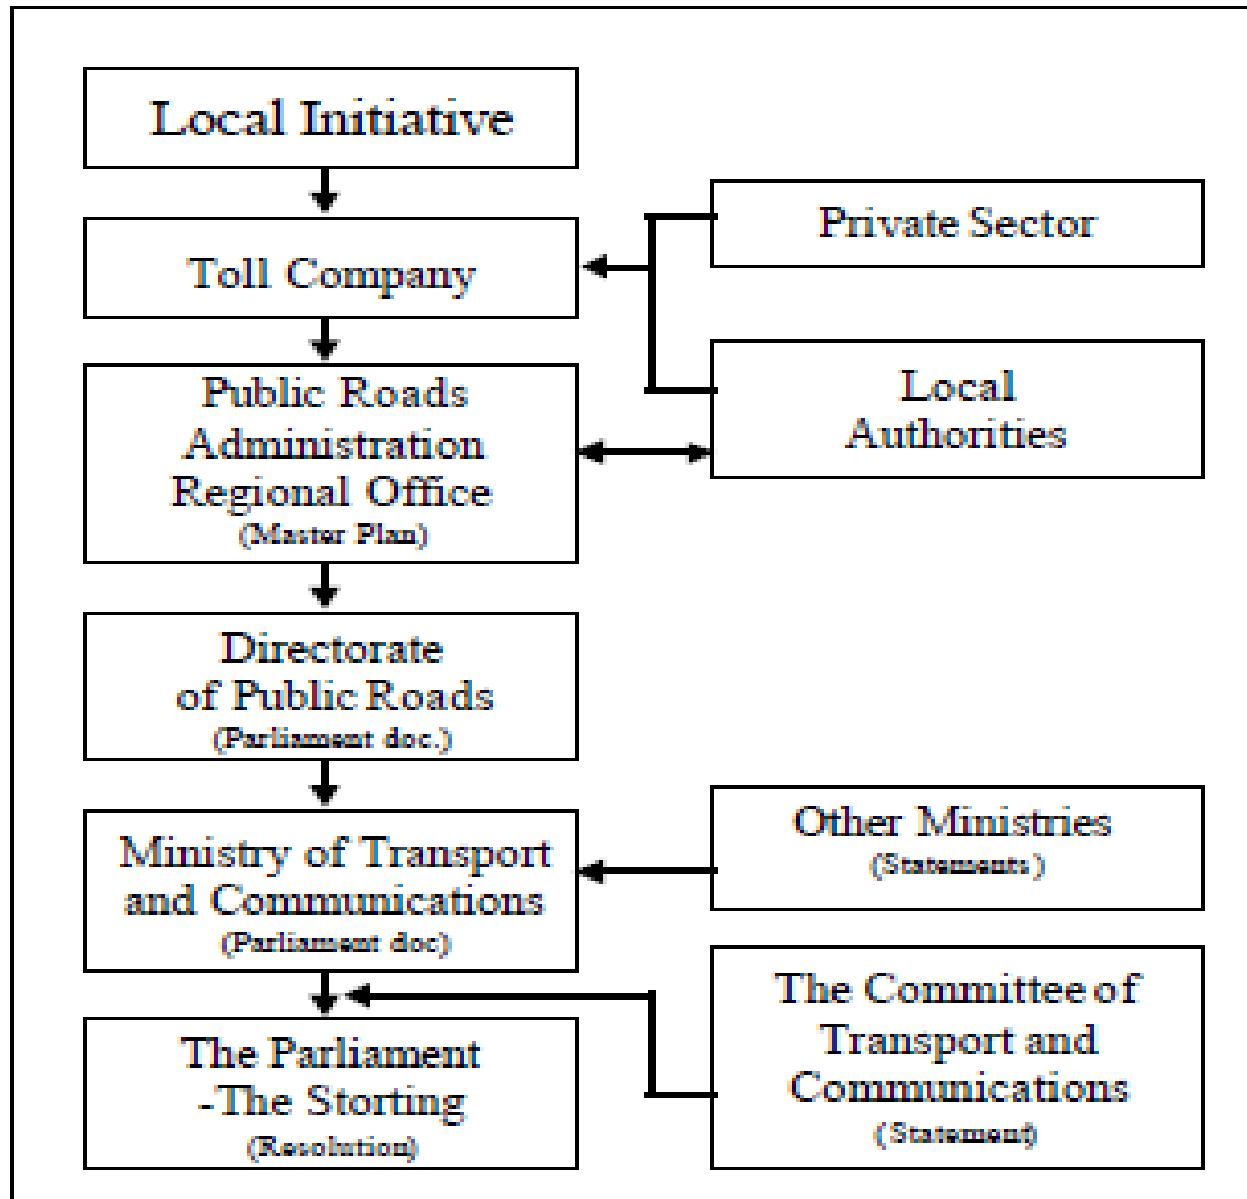 Local Initiative
Private Sector
Toll Company
Public Roads
Administration
Regional Office
(Master Plan)
Local
Authorities
Directorate
of Public Roads
(Parliament doc.)
Ministry of Transport
and Communications
(Parliament doc)
Other Ministries
(Statements)
The Committee of
Transport and
Communications
(Statement)
The Parliament
-The Storting
(Resolution)